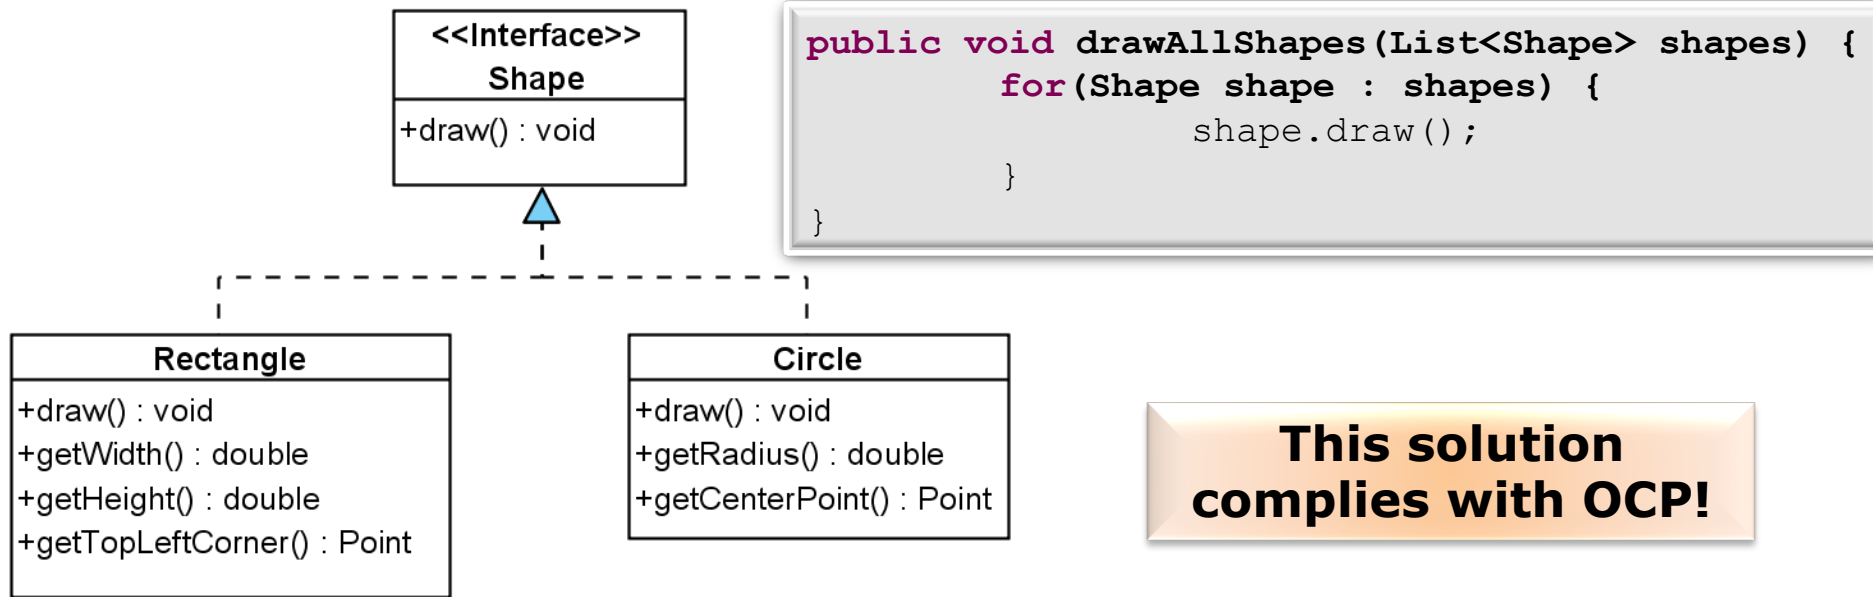 <<Interface>>
Shape
+draw() : void
public void drawAllShapes(List<Shape> shapes) {
for(Shape shape : shapes) {
shape.draw();
}
}
Rectangle
+draw() : void
+getWidth() : double
+getHeight() : double
+getTopLeftCorner() : Point
Circle
+draw() : void
+getRadius() : double
+getCenterPoint() : Point
This solution
complies with OCP!